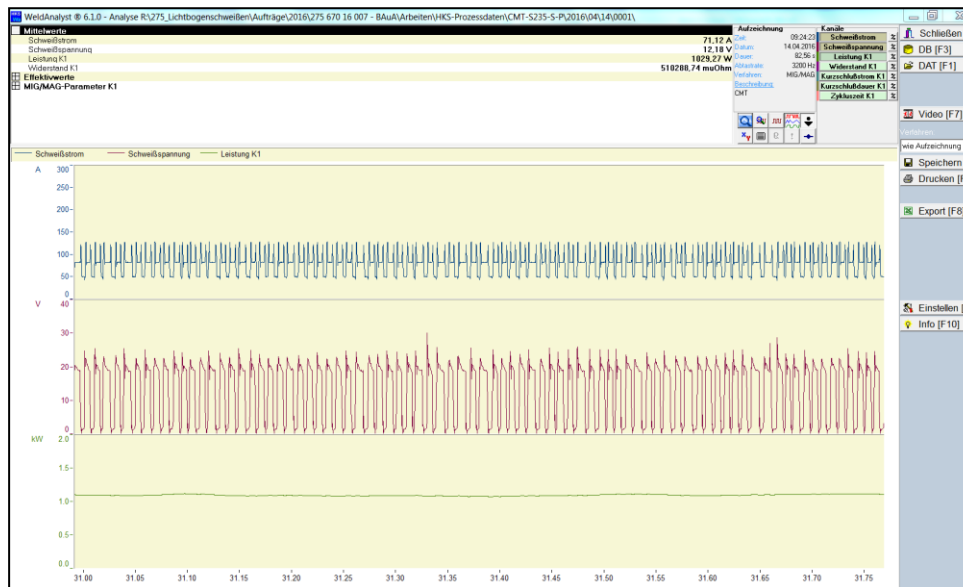 WeldAnalyst ® 6.1.0 - Analyse R:\275_Lichtbogenschweißen\Aufträge\2016\275 670 16 007 - BAuA\Arbeiten\HKS-Prozessdaten\CMT-S235-S-P\2016\04\14\0001\
Mittelwerte
Schweißstrom 71,12 A
Schweißspannung 12,18 V
Leistung K1 1029,27 W
Widerstand K1 510288,74 muOhm
Effektivwerte
MIG/MAG-Parameter K1
Aufzeichnung
Zeit: 09:24:23
Datum: 14.04.2016
Dauer: 82,56 s
Abtastrate: 3200 Hz
Verfahren: MIG/MAG
Beschreibung:
CMT
Kanäle
Schweißstrom
Schweißspannung
Leistung K1
Widerstand K1
Kurzschlußstrom K1
Kurzschlußdauer K1
Zykluszeit K1
Schließen
DB [F3]
DAT [F1]
Video [F7]
Verfahren
wie Aufzeichnung
Speichern
Drucken [F
Export [F8]
Einstellen [
Info [F10]
Schweißstrom Schweißspannung Leistung K1
A 300
250
200
150
100
50
0
V 40
30
20
10
0
kW 2.0
1.5
1.0
0.5
0.0
31.00 31.05 31.10 31.15 31.20 31.25 31.30 31.35 31.40 31.45 31.50 31.55 31.60 31.65 31.70 31.75